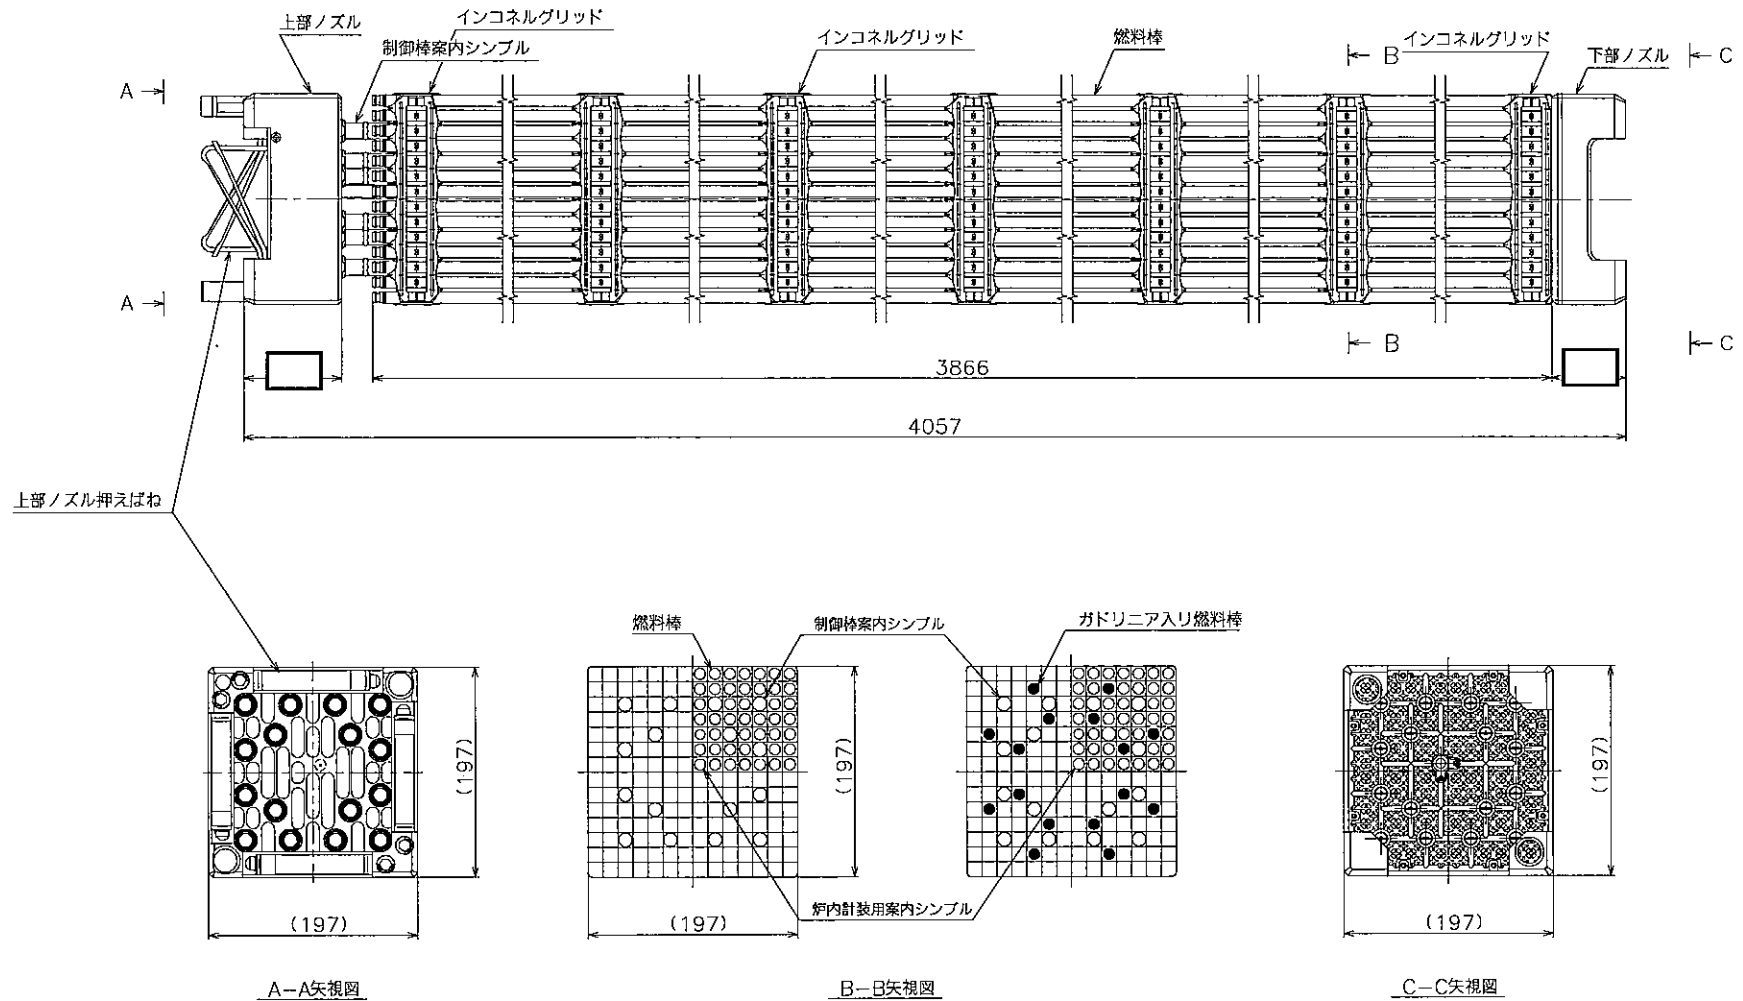 上部ノズル
インコネルグリッド
制御棒案内シンブル
インコネルグリッド
燃料棒
インコネルグリッド
下部ノズル
A
B
C
A
B
C
3866
4057
上部ノズル押えばね
燃料棒
制御棒案内シンブル
ガドリニア入り燃料棒
(197)
(197)
(197)
炉内計装用案内シンブル
(197)
(197)
(197)
A-A矢視図
B-B矢視図
C-C矢視図